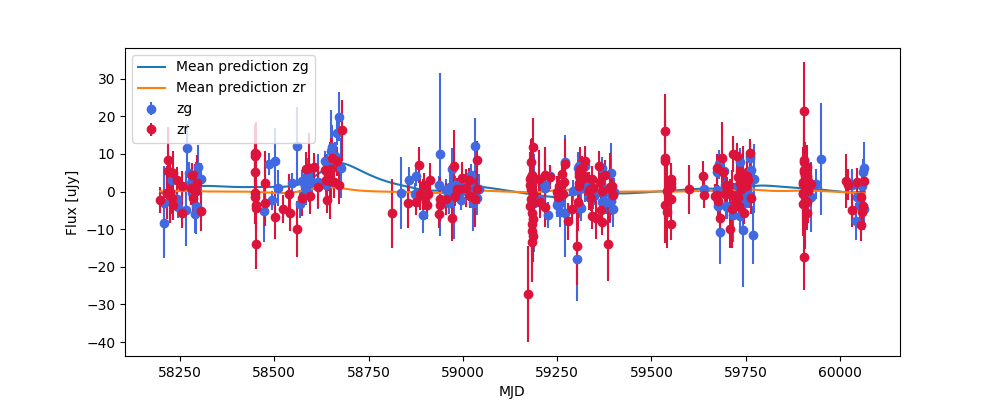 Mean prediction zg
Mean prediction zr
zg
zr
Flux [uJy]
30
20
10
0
−10
−20
−30
−40
58250 58500 58750 59000 59250 59500 59750 60000
MJD